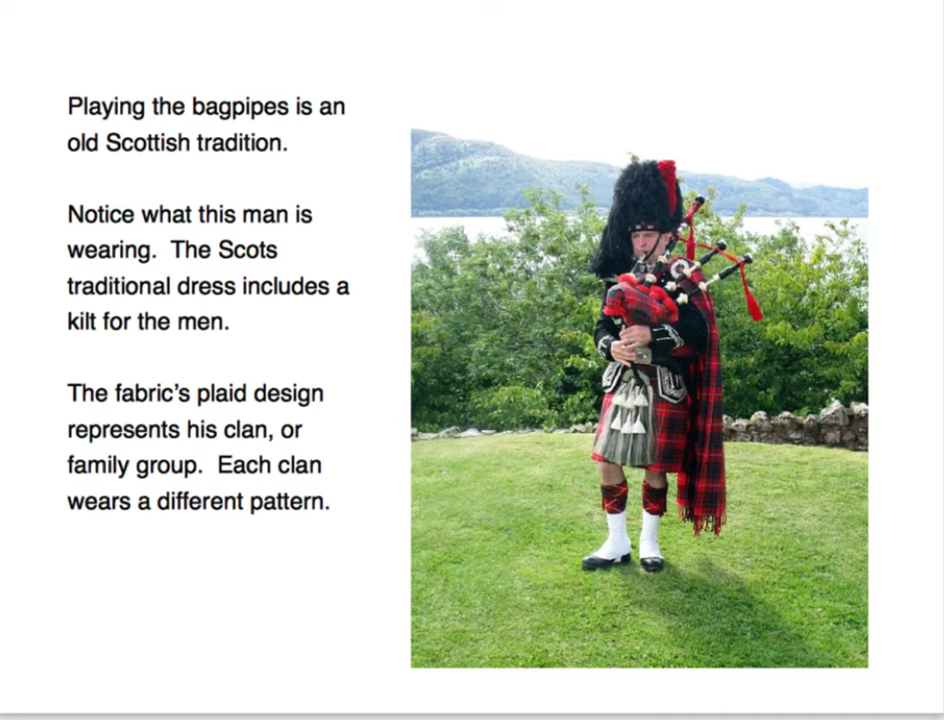 Playing the bagpipes is an
old Scottish tradition.
Notice what this man is
wearing.  The Scots
traditional dress includes a
kilt for the men.
The fabric’s plaid design
represents his clan, or
family group.  Each clan
wears a different pattern.